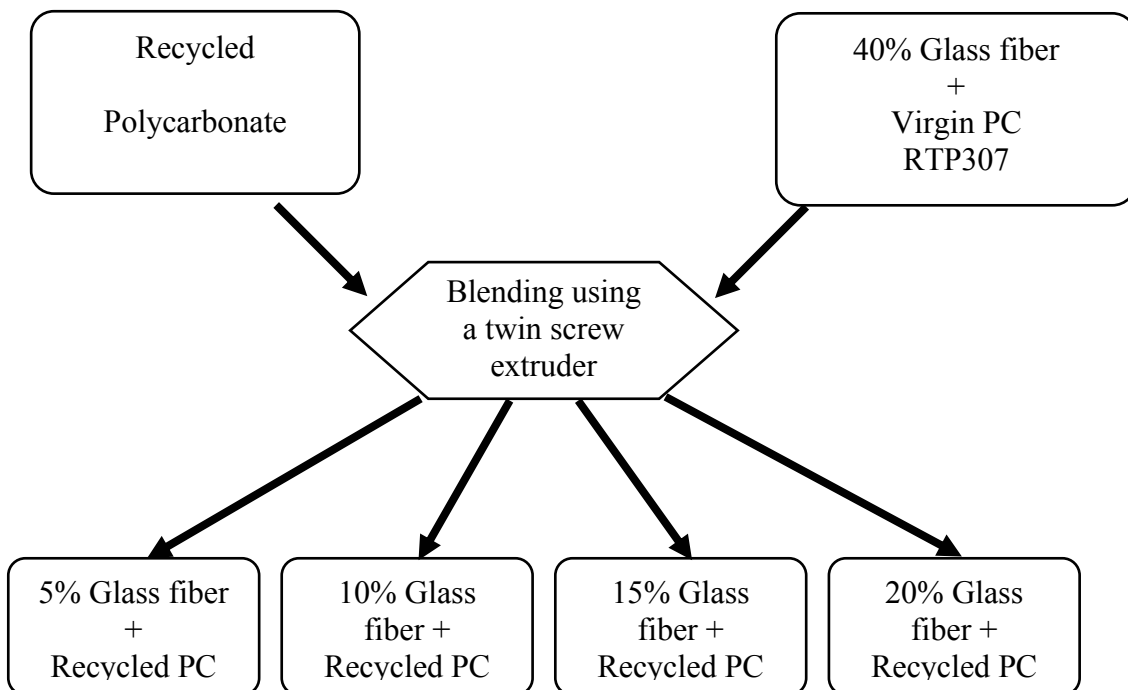 Recycled
Polycarbonate
40% Glass fiber
+
Virgin PC
RTP307
Blending using
a twin screw
extruder
5% Glass fiber
+
Recycled PC
10% Glass
fiber +
Recycled PC
15% Glass
fiber +
Recycled PC
20% Glass
fiber +
Recycled PC